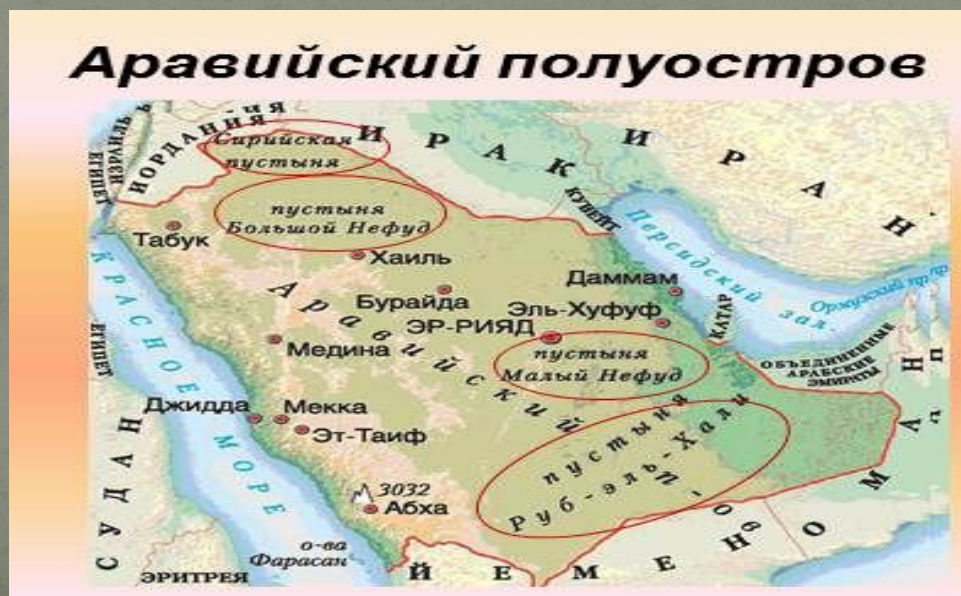 Аравийский полуостров
ИОРДАНИЯ
Сирийская
пустыня
ИРАК
ИРАН
ЕГИПЕТ
ИЗРАИЛЬ
КУВЕЙТ
пустыня
Большой Нефуд
Табук
Хаиль
Бурайда
ЭР-РИЯД
Даммам
Эль-Хуфуф
Персидский
зал.
Ормузский пр.
КАТАР
ОБЪЕДИНЕННЫЕ
АРАБСКИЕ
ЭМИРАТЫ
КРАСНОЕ МОРЕ
ЕГИПЕТ
Медина
Аравийский
п-ов
пустыня
Малый Нефуд
Джидда
Мекка
Эт-Таиф
пустыня
Руб-эль-Хали
СУДАН
3032
Абха
о-ва
Фарасан
ЭРИТРЕЯ
ЙЕМЕН
ОМАН